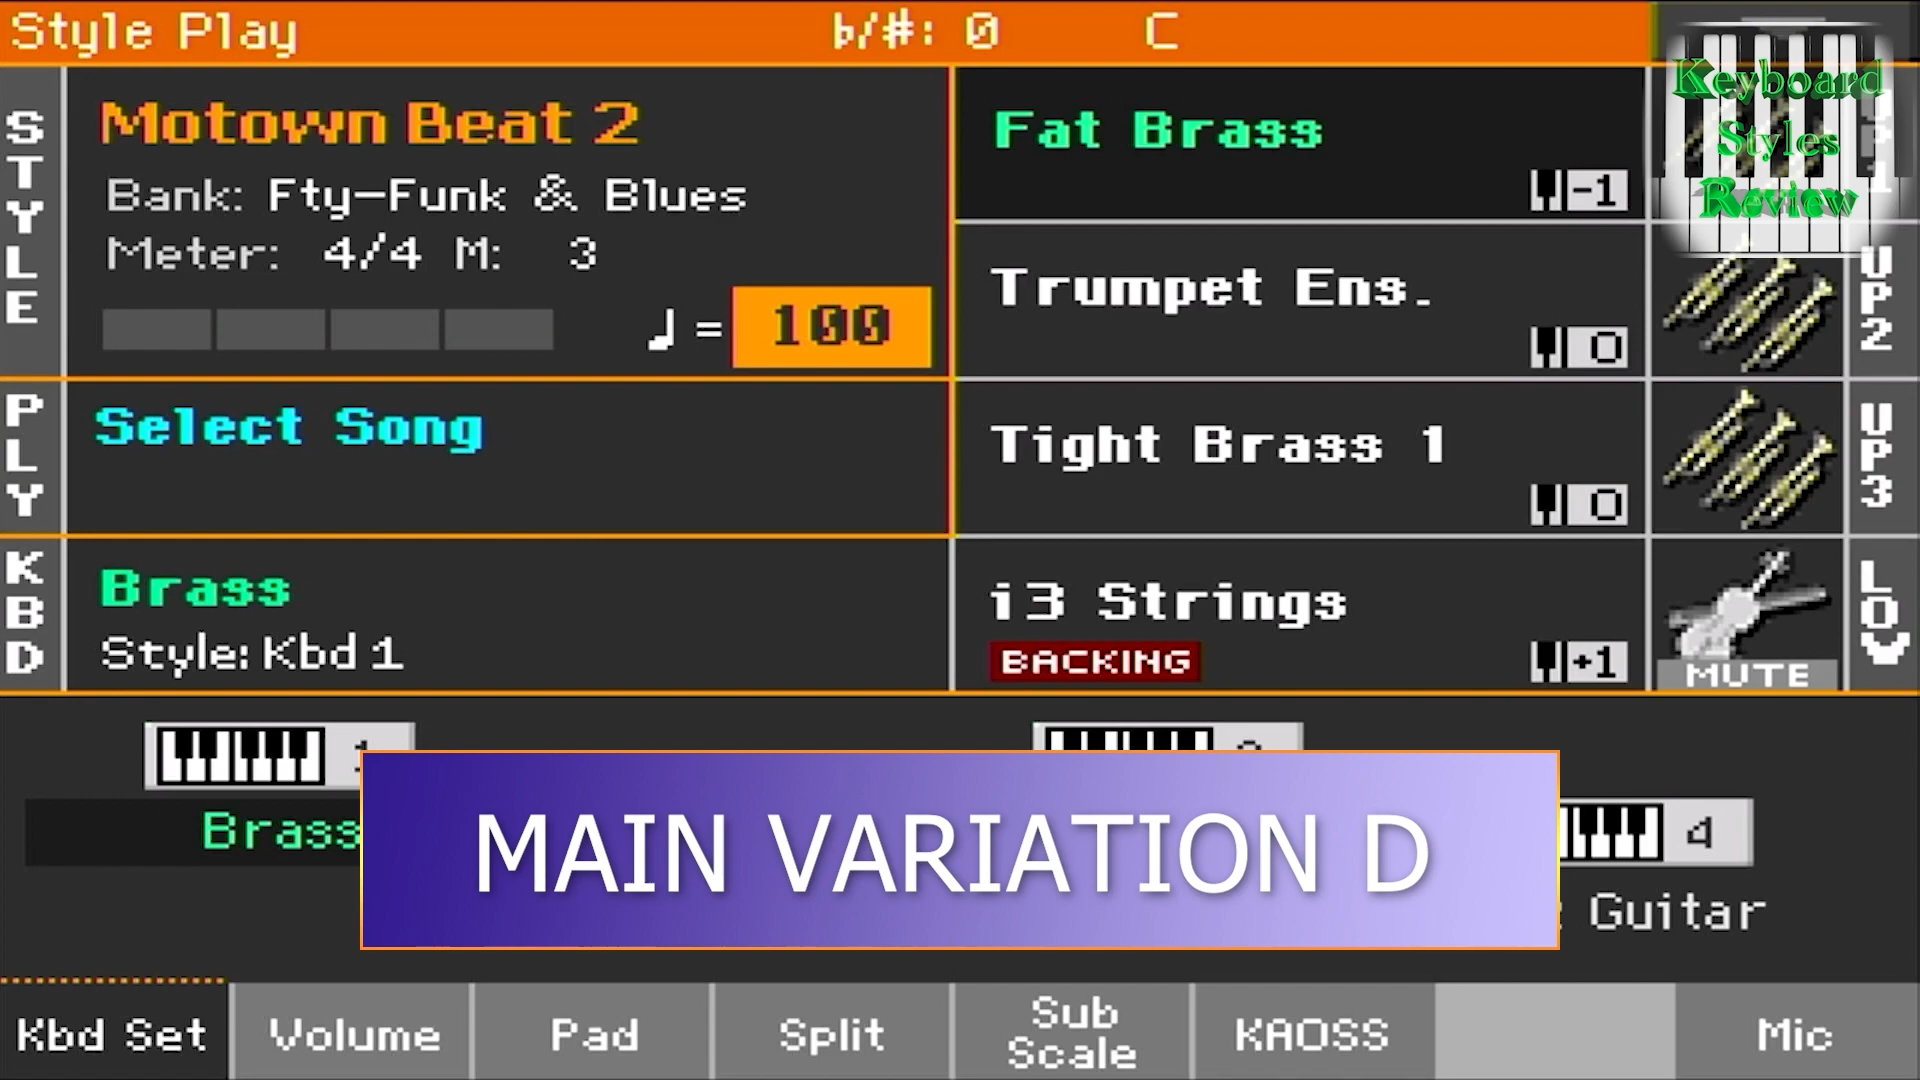 Style Play
b/#: 0
C
Keyboard
Styles
Review
STYLE
Motown Beat 2
Bank: Fty-Funk & Blues
Meter: 4/4 M: 3
♩ = 100
Fat Brass
-1
Trumpet Ens.
0
UP2
PLY
Select Song
Tight Brass 1
0
UP3
KBD
Brass
Style: Kbd 1
i3 Strings
BACKING
+1
MUTE
LOW
Brass
MAIN VARIATION D
4
Guitar
Kbd Set
Volume
Pad
Split
Sub
Scale
KAOSS
Mic